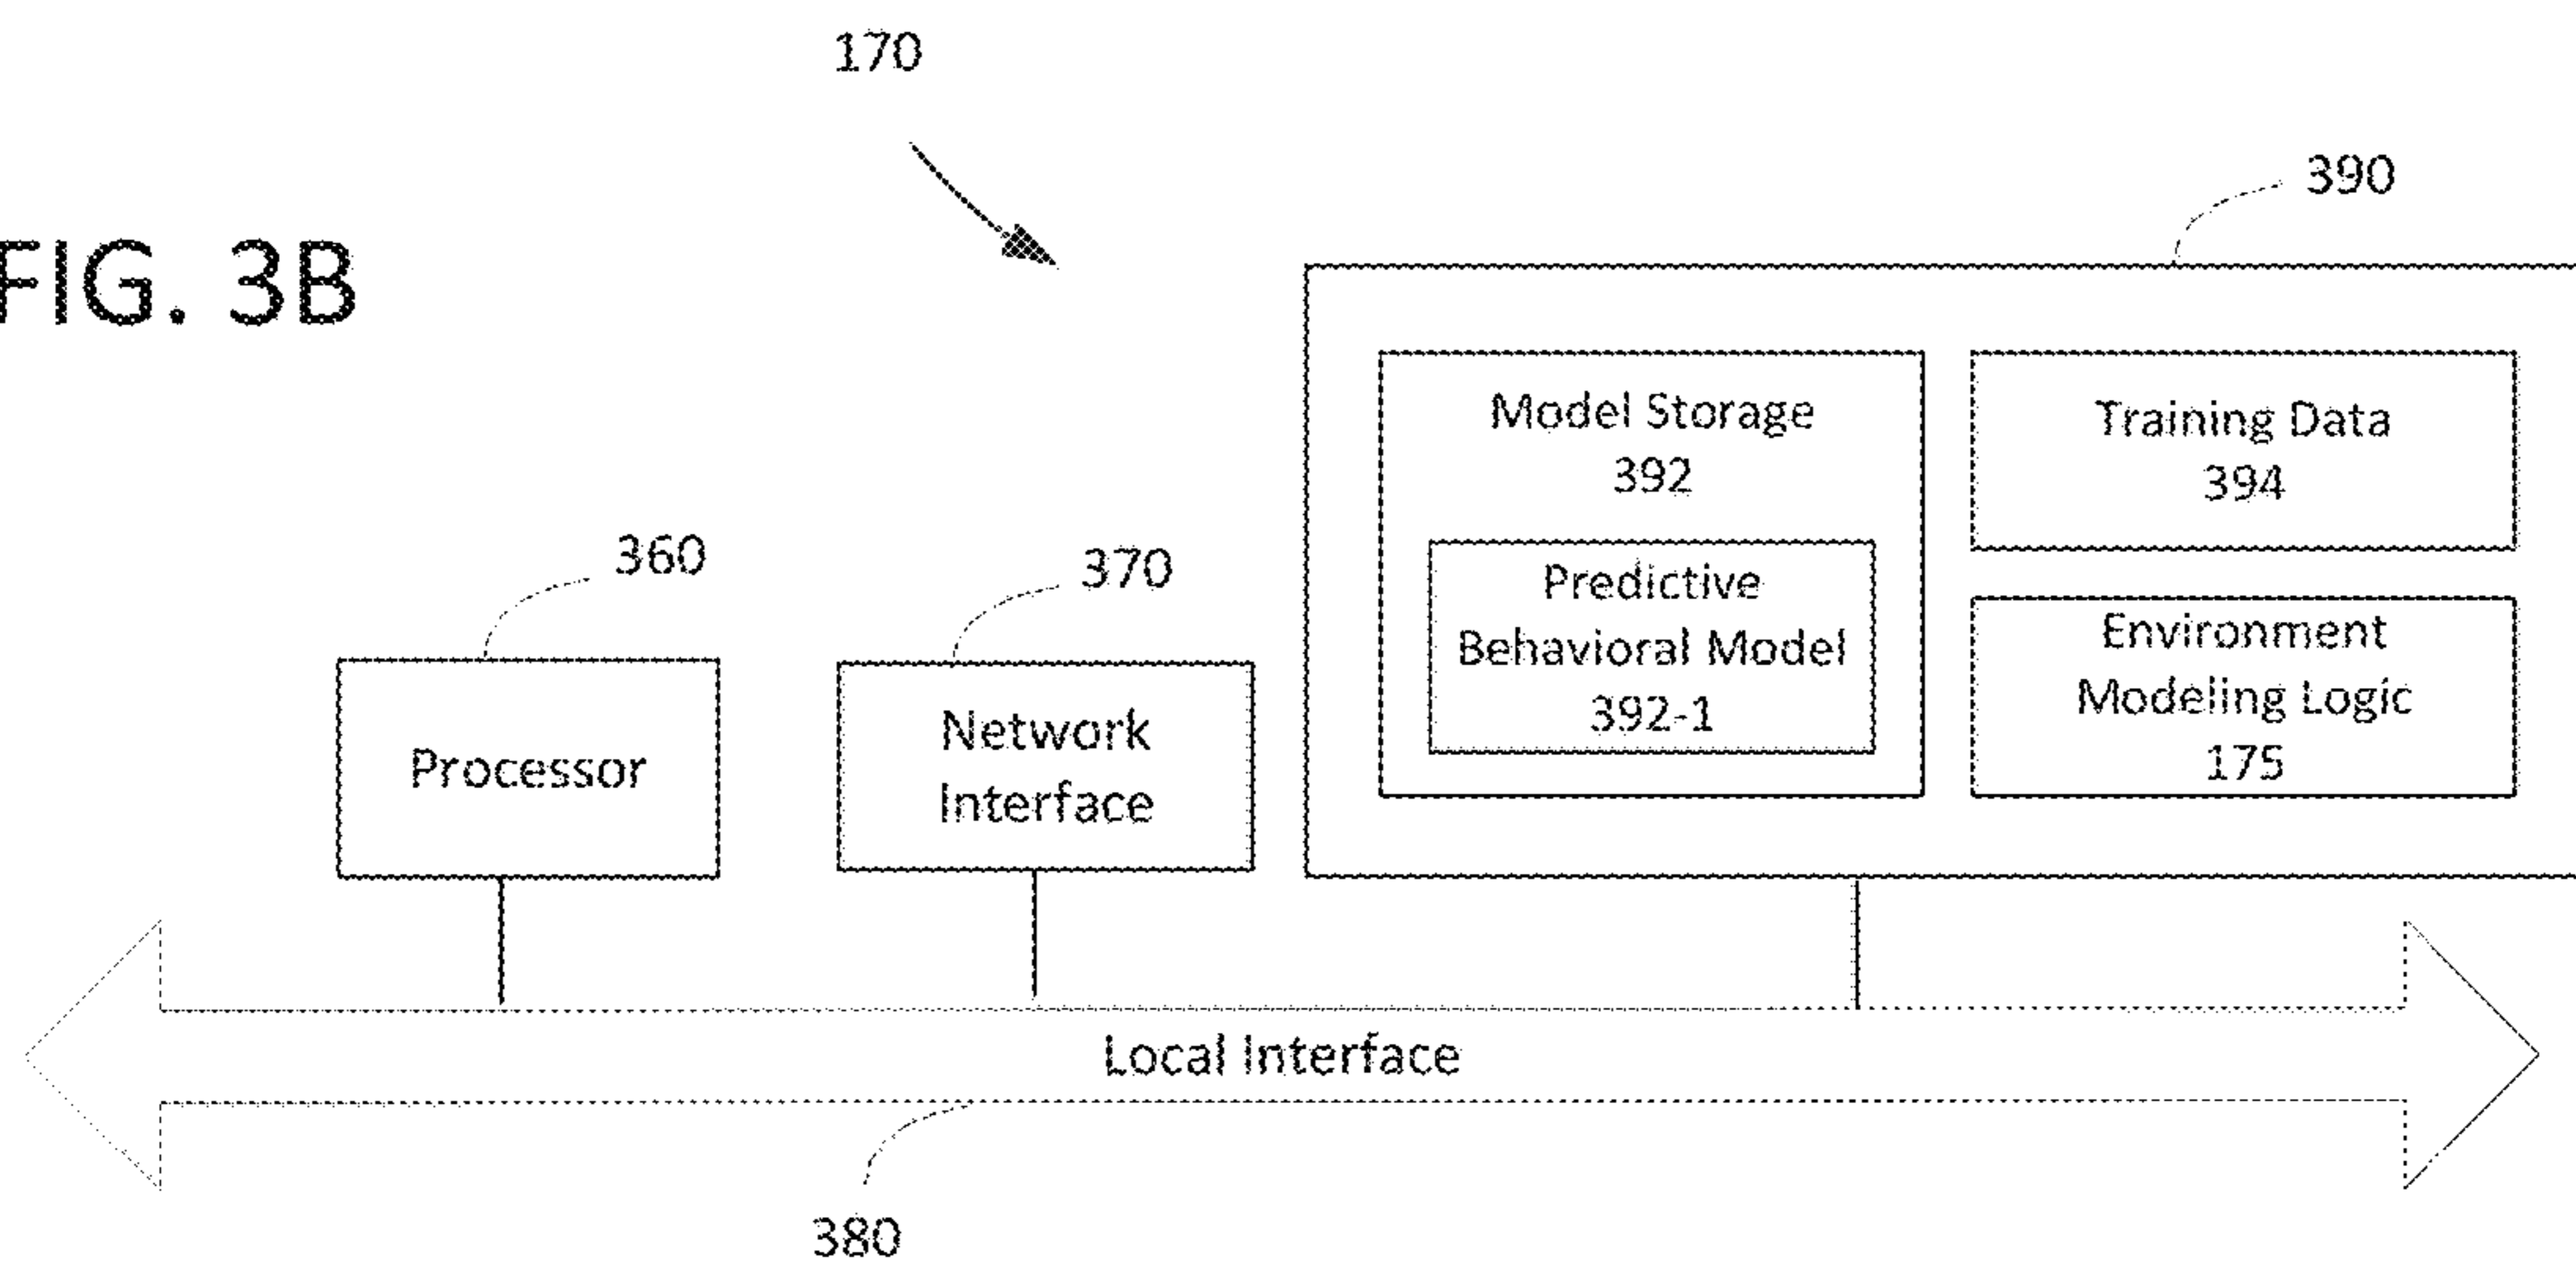 170
390
FIG. 3B
Model Storage
392
Training Data
394
360
370
Predictive
Behavioral Model
392-1
Environment
Modeling Logic
175
Processor
Network
Interface
Local Interface
380